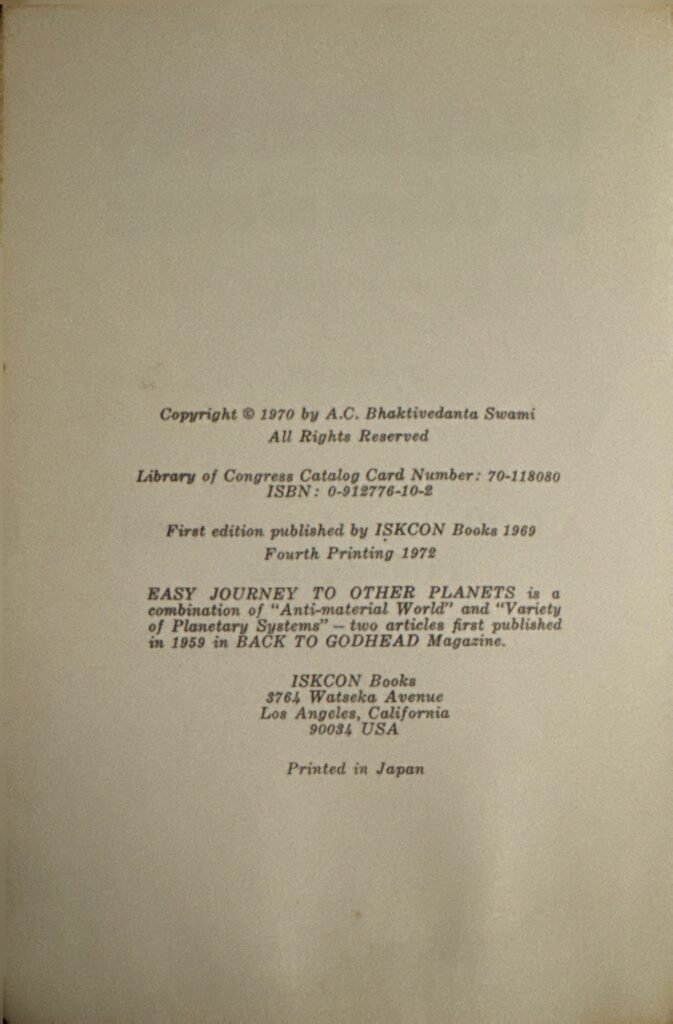 Copyright © 1970 by A.C. Bhaktivedanta Swami
All Rights Reserved
Library of Congress Catalog Card Number: 70-118080
ISBN: 0-912776-10-2
First edition published by ISKCON Books 1969
Fourth Printing 1972
EASY JOURNEY TO OTHER PLANETS is a
combination of "Anti-material World" and "Variety
of Planetary Systems" – two articles first published
in 1959 in BACK TO GODHEAD Magazine.
ISKCON Books
3764 Watseka Avenue
Los Angeles, California
90034 USA
Printed in Japan